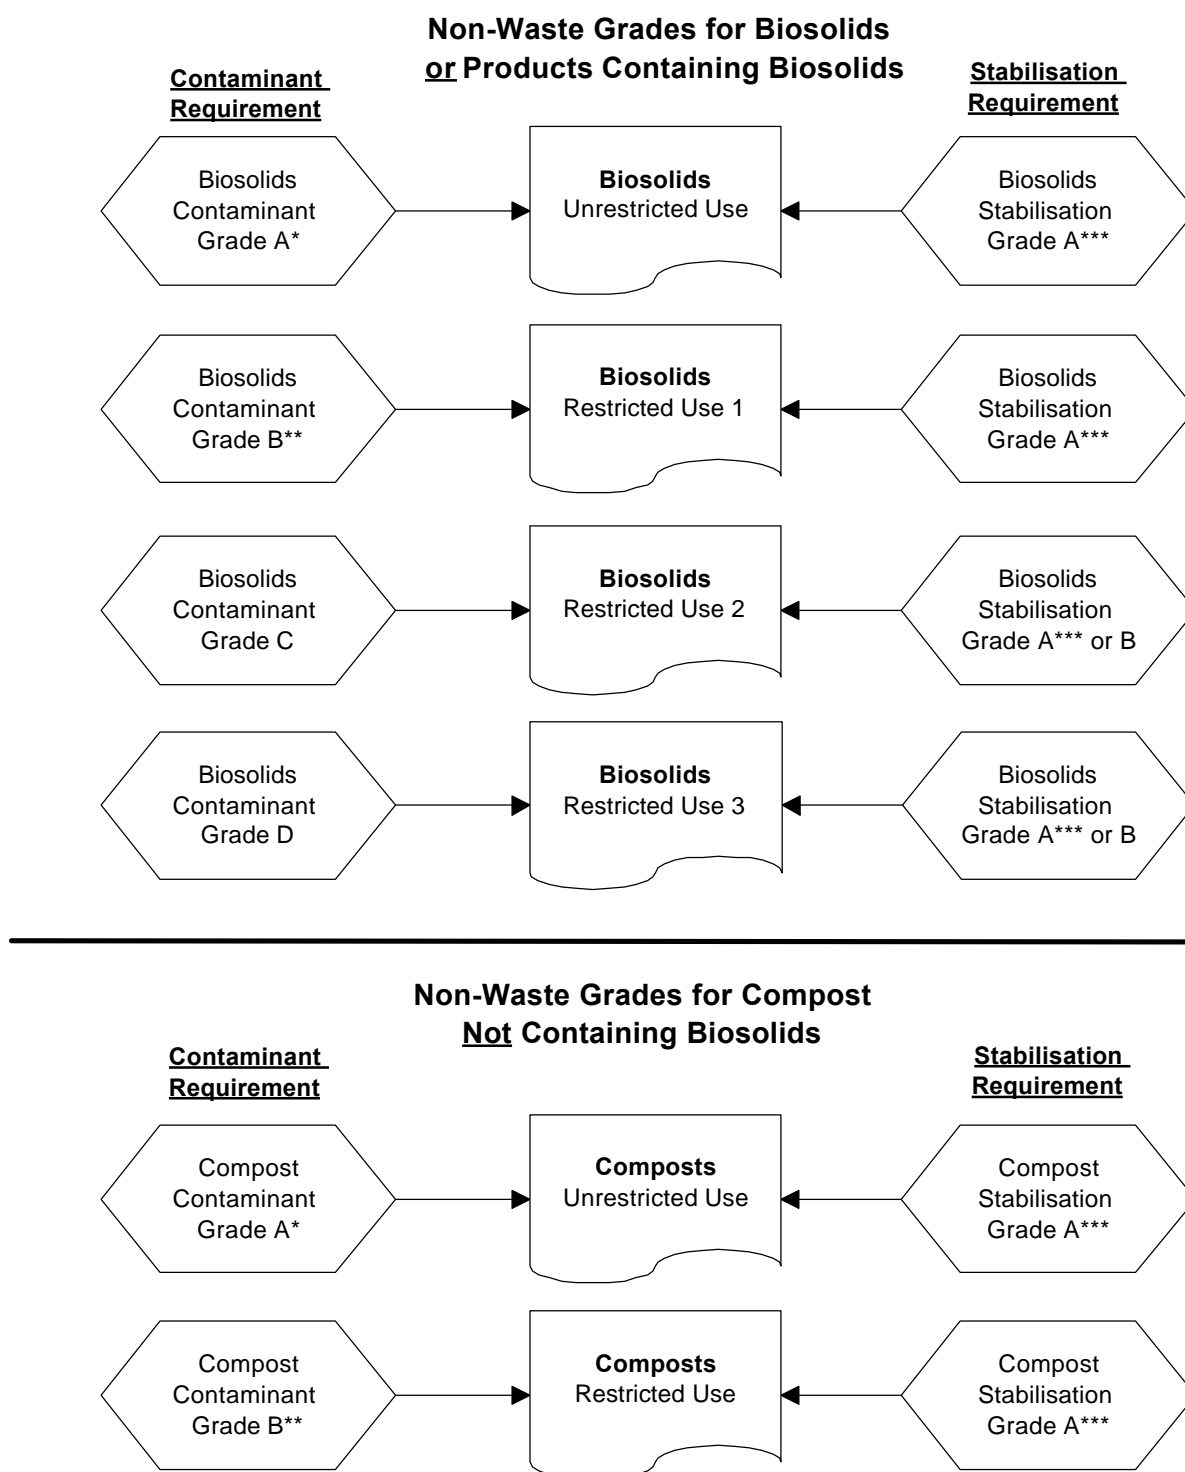 Non-Waste Grades for Biosolids
or Products Containing Biosolids
Contaminant
Requirement
Stabilisation
Requirement
Biosolids
Contaminant
Grade A*
Biosolids
Unrestricted Use
Biosolids
Stabilisation
Grade A***
Biosolids
Contaminant
Grade B**
Biosolids
Restricted Use 1
Biosolids
Stabilisation
Grade A***
Biosolids
Contaminant
Grade C
Biosolids
Restricted Use 2
Biosolids
Stabilisation
Grade A*** or B
Biosolids
Contaminant
Grade D
Biosolids
Restricted Use 3
Biosolids
Stabilisation
Grade A*** or B
Non-Waste Grades for Compost
Not Containing Biosolids
Contaminant
Requirement
Stabilisation
Requirement
Compost
Contaminant
Grade A*
Composts
Unrestricted Use
Compost
Stabilisation
Grade A***
Compost
Contaminant
Grade B**
Composts
Restricted Use
Compost
Stabilisation
Grade A***